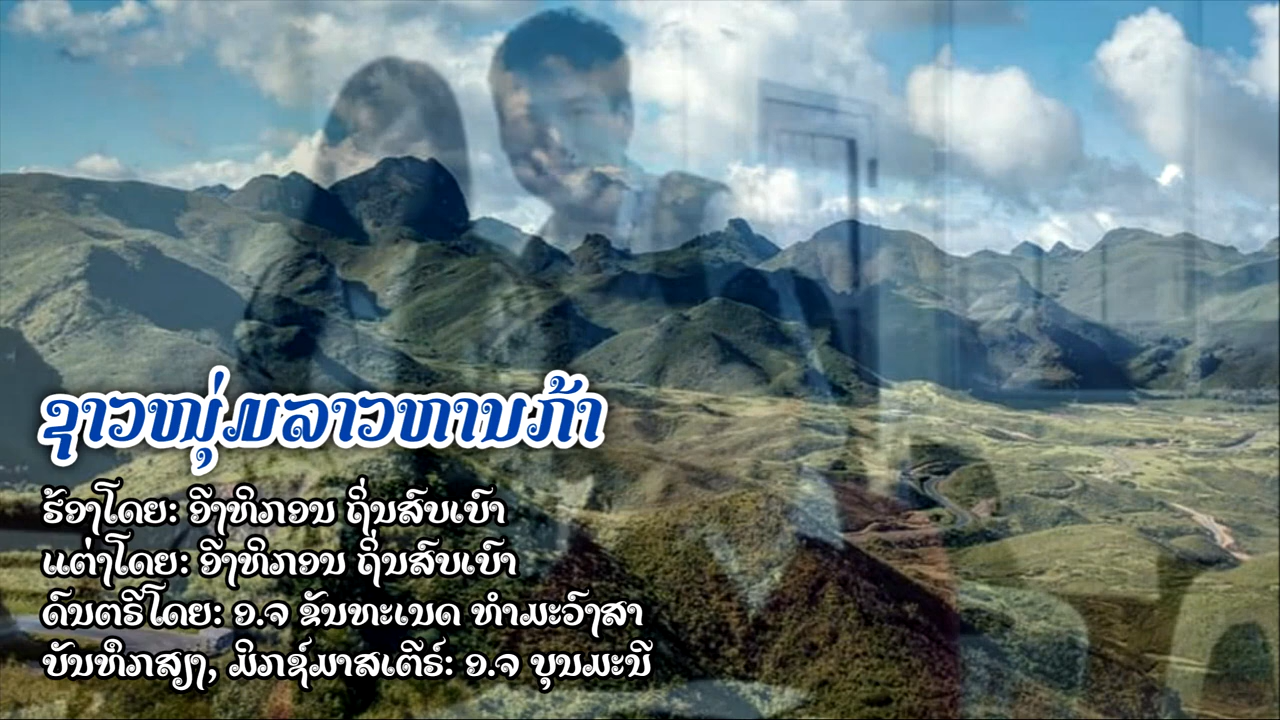 ຊາວໜຸ່ມລາວຫານກ້າ
ຮ້ອງໂດຍ: ອີງທິກອນ ຖິ່ນສົບເບົາ
ແຕ່ງໂດຍ: ອີງທິກອນ ຖິ່ນສົບເບົາ
ດົນຕຣີໂດຍ: ອ.ຈ ຂັນທະເນດ ທຳມະວົງສາ
ບັນທຶກສຽງ, ມິກຊ໌ມາສເຕີຣ໌: ອ.ຈ ບຸນມະນີ